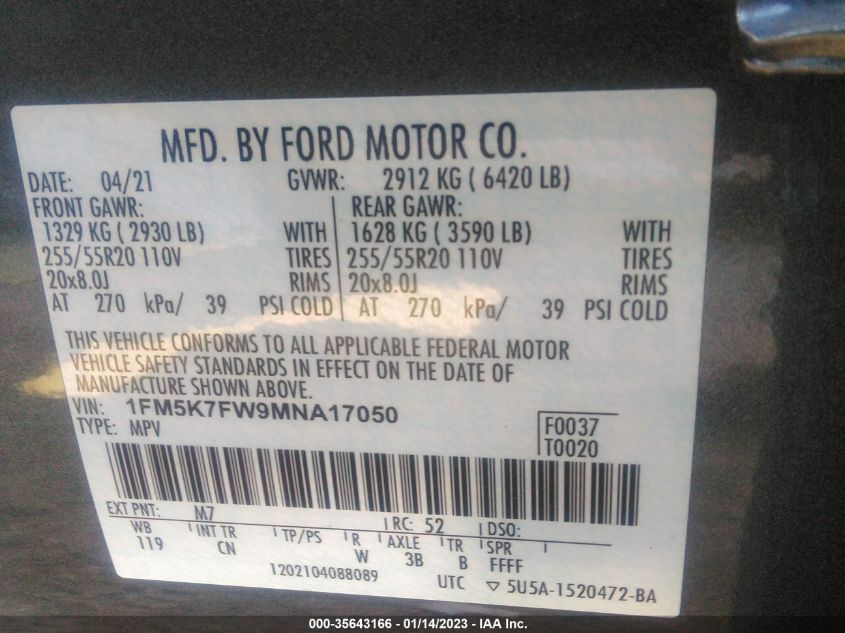 MFD. BY FORD MOTOR CO.
DATE: 04/21 GVWR: 2912 KG ( 6420 LB)
FRONT GAWR: REAR GAWR:
1329 KG ( 2930 LB) WITH 1628 KG ( 3590 LB) WITH
255/55R20 110V TIRES 255/55R20 110V TIRES
20x8.0J RIMS 20x8.0J RIMS
AT 270 kPa/ 39 PSI COLD AT 270 kPa/ 39 PSI COLD
THIS VEHICLE CONFORMS TO ALL APPLICABLE FEDERAL MOTOR
VEHICLE SAFETY STANDARDS IN EFFECT ON THE DATE OF
MANUFACTURE SHOWN ABOVE.
VIN: 1FM5K7FW9MNA17050
TYPE: MPV
F0037
T0020
EXT PNT: M7 RC: 52 DSO:
WB INT TR TP/PS R AXLE TR SPR
119 CN W 3B B FFFF
1202104088089 UTC ▽ 5U5A-1520472-BA
000-35643166 - 01/14/2023 - IAA Inc.